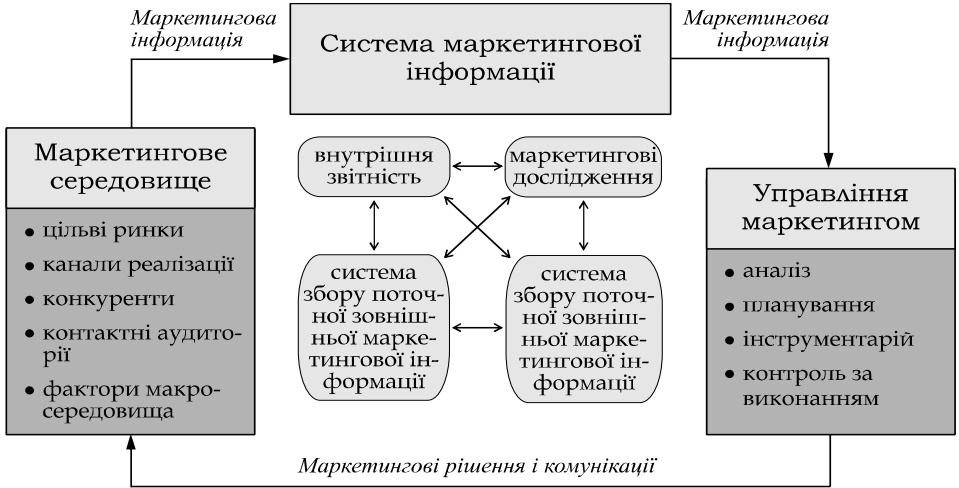 Маркетингова
інформація
Система маркетингової
інформації
Маркетингова
інформація
Маркетингове
середовище
• цільві ринки
• канали реалізації
• конкуренти
• контактні аудито-
рії
• фактори макро-
середовища
внутрішня
звітність
маркетингові
дослідження
система
збору поточ-
ної зовніш-
ньої марке-
тингової ін-
формації
система
збору поточ-
ної зовніш-
ньої марке-
тингової ін-
формації
Управління
маркетингом
• аналіз
• планування
• інструментарій
• контроль за
виконанням
Маркетингові рішення і комунікації